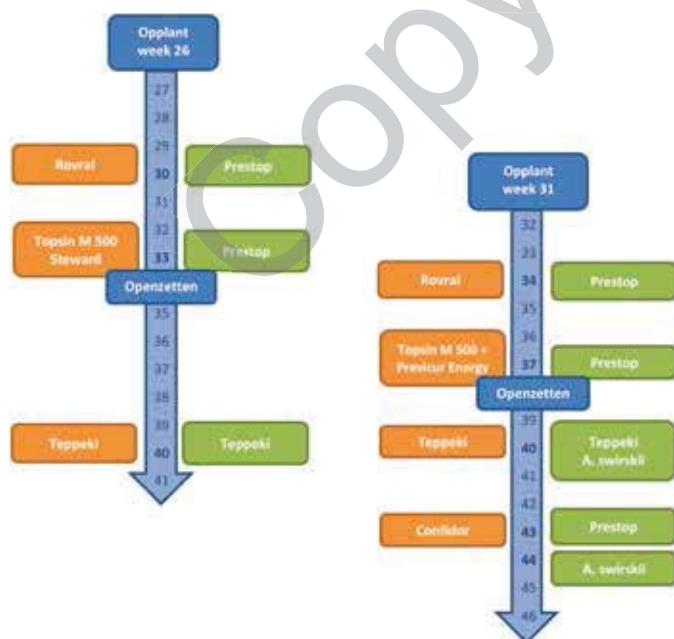 Opplant
week 26
27
28
29
Rovral
30
Prestop
31
Topsin M 500
Steward
32
33
Prestop
Openzetten
35
36
37
38
39
Teppeki
40
Teppeki
41
Opplant
week 31
32
33
Rovral
34
Prestop
35
36
Topsin M 500 +
Previcur Energy
37
Prestop
Openzetten
39
Teppeki
40
Teppeki
A. swirskii
41
42
Confidor
43
Prestop
44
A. swirskii
45
46
Copy